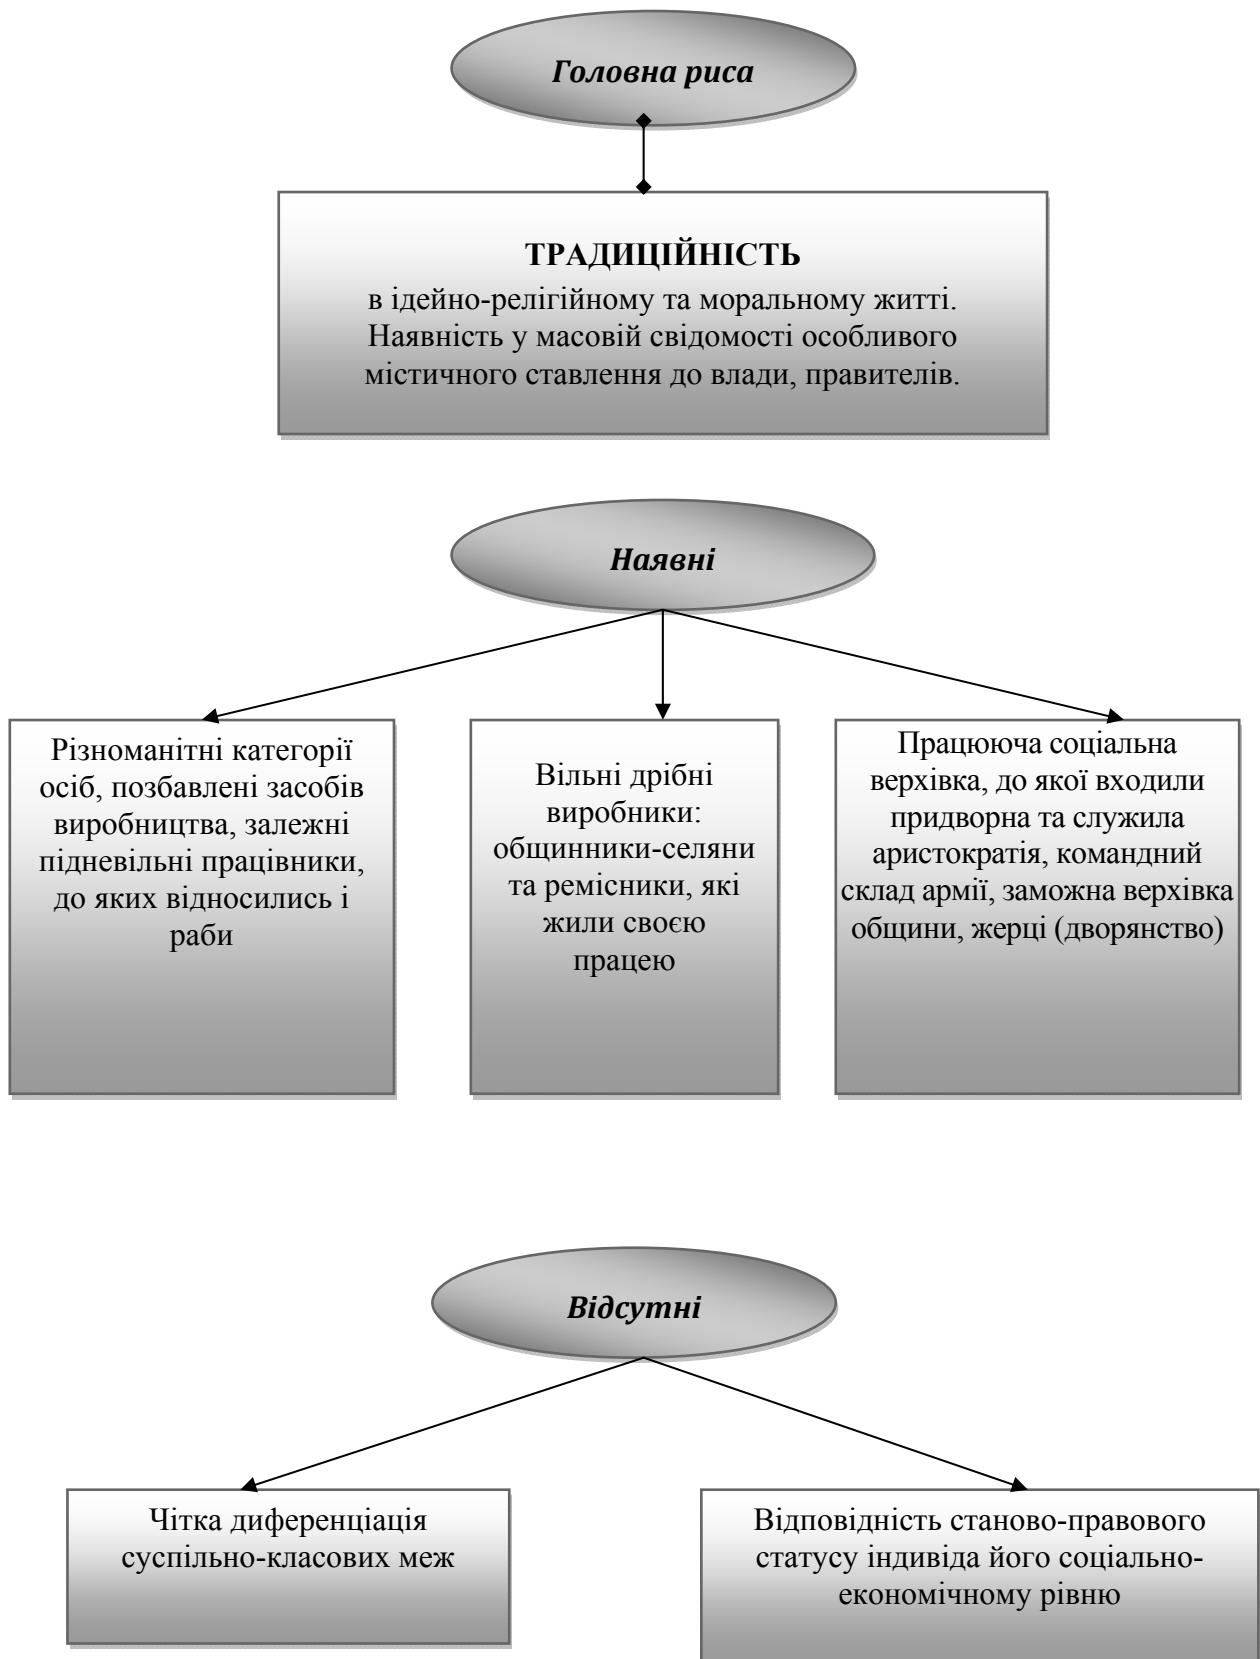 Головна риса
ТРАДИЦІЙНІСТЬ
в ідейно-релігійному та моральному житті.
Наявність у масовій свідомості особливого
містичного ставлення до влади, правителів.
Наявні
Різноманітні категорії
осіб, позбавлені засобів
виробництва, залежні
підневільні працівники,
до яких відносились і
раби
Вільні дрібні
виробники:
общинники-селяни
та ремісники, які
жили своєю
працею
Працююча соціальна
верхівка, до якої входили
придворна та служила
аристократія, командний
склад армії, заможна верхівка
общини, жерці (дворянство)
Відсутні
Чітка диференціація
суспільно-класових меж
Відповідність станово-правового
статусу індивіда його соціально-
економічному рівню